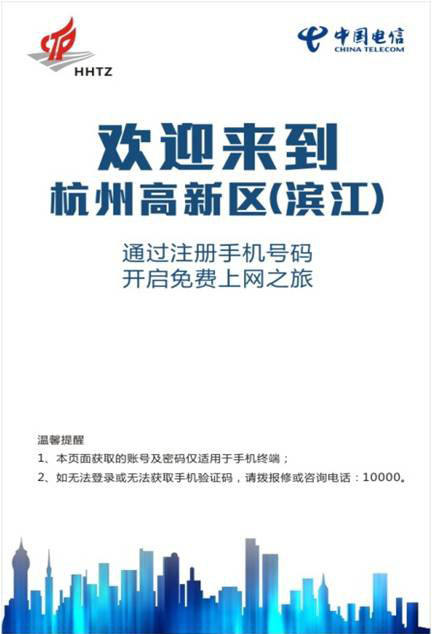 HHTZ
中国电信
CHINA TELECOM
欢迎来到
杭州高新区(滨江)
通过注册手机号码
开启免费上网之旅
温馨提醒
1、本页面获取的账号及密码仅适用于手机终端；
2、如无法登录或无法获取手机验证码，请拨报修或咨询电话：10000。